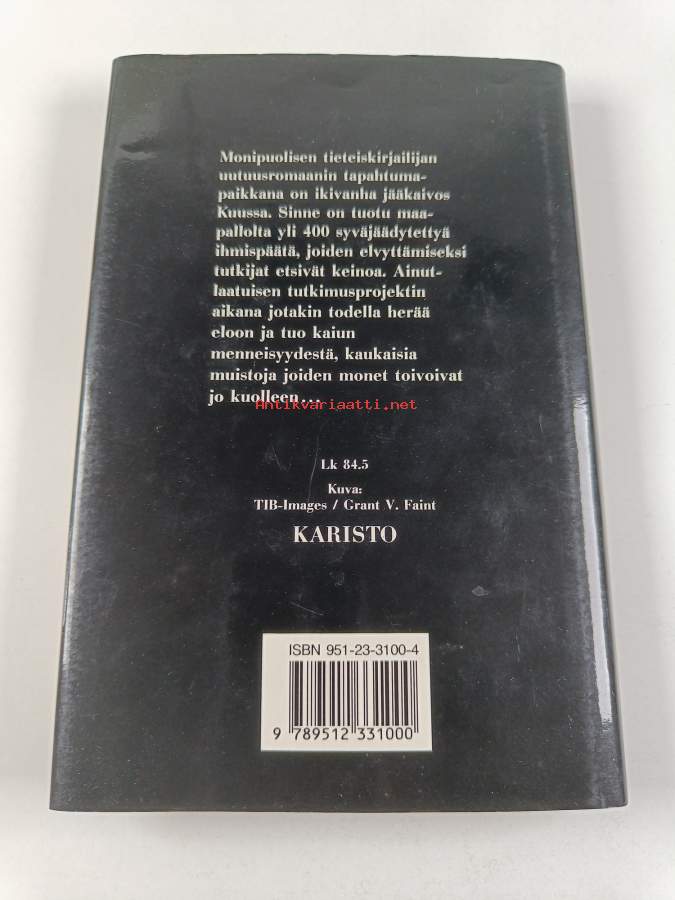 Monipuolisen tieteiskirjailijan
uutuusromaanin tapahtuma-
paikkana on ikivanha jääkaivos
Kuussa. Sinne on tuotu maa-
pallolta yli 400 syväjäädytettyä
ihmispäätä, joiden elvyttämiseksi
tutkijat etsivät keinoa. Ainut-
laatuisen tutkimusprojektin
aikana jotakin todella herää
eloon ja tuo kaiun
menneisyydestä, kaukaisia
muistoja joiden monet toivoivat
jo kuolleen...
Antikvariaatti.net
Lk 84.5
Kuva:
TIB-Images / Grant V. Faint
KARISTO
ISBN 951-23-3100-4
9 789512 331000